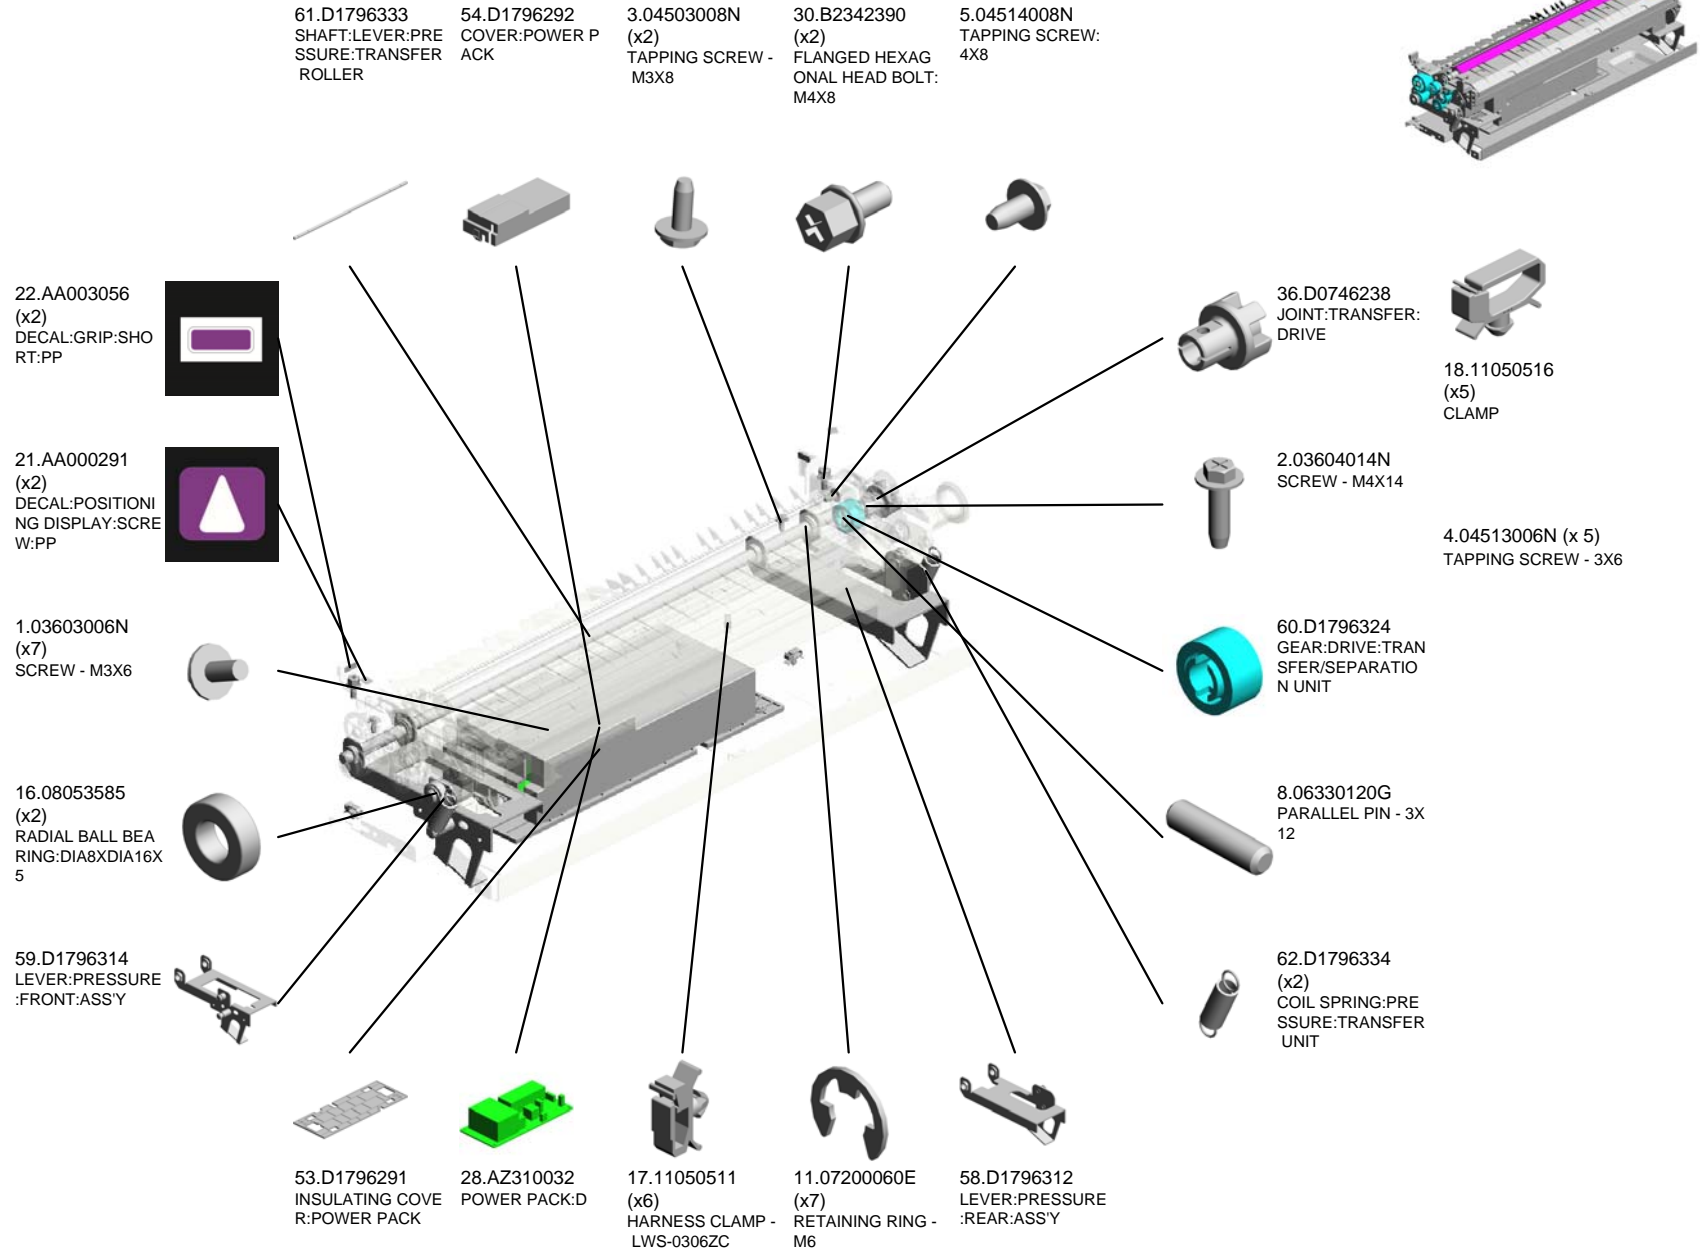 61.D1796333
SHAFT:LEVER:PRE
SSURE:TRANSFER
ROLLER
54.D1796292
COVER:POWER P
ACK
3.04503008N
(x2)
TAPPING SCREW -
M3X8
30.B2342390
(x2)
FLANGED HEXAG
ONAL HEAD BOLT:
M4X8
5.04514008N
TAPPING SCREW:
4X8
22.AA003056
(x2)
DECAL:GRIP:SHO
RT:PP
36.D0746238
JOINT:TRANSFER:
DRIVE
18.11050516
(x5)
CLAMP
21.AA000291
(x2)
DECAL:POSITIONI
NG DISPLAY:SCRE
W:PP
2.03604014N
SCREW - M4X14
4.04513006N (x 5)
TAPPING SCREW - 3X6
1.03603006N
(x7)
SCREW - M3X6
60.D1796324
GEAR:DRIVE:TRAN
SFER/SEPARATIO
N UNIT
16.08053585
(x2)
RADIAL BALL BEA
RING:DIA8XDIA16X
5
8.06330120G
PARALLEL PIN - 3X
12
59.D1796314
LEVER:PRESSURE
:FRONT:ASS'Y
62.D1796334
(x2)
COIL SPRING:PRE
SSURE:TRANSFER
UNIT
53.D1796291
INSULATING COVE
R:POWER PACK
28.AZ310032
POWER PACK:D
17.11050511
(x6)
HARNESS CLAMP -
LWS-0306ZC
11.07200060E
(x7)
RETAINING RING -
M6
58.D1796312
LEVER:PRESSURE
:REAR:ASS'Y